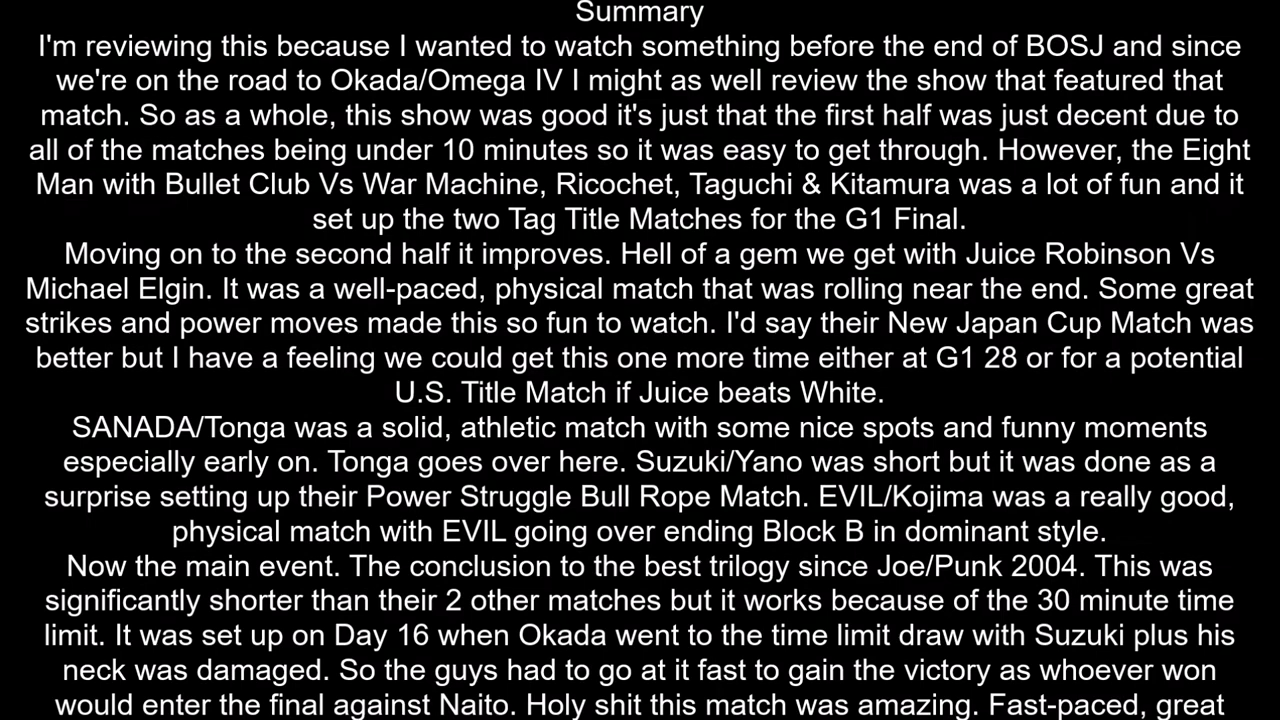 Summary
I'm reviewing this because I wanted to watch something before the end of BOSJ and since
we're on the road to Okada/Omega IV I might as well review the show that featured that
match. So as a whole, this show was good it's just that the first half was just decent due to
all of the matches being under 10 minutes so it was easy to get through. However, the Eight
Man with Bullet Club Vs War Machine, Ricochet, Taguchi & Kitamura was a lot of fun and it
set up the two Tag Title Matches for the G1 Final.
Moving on to the second half it improves. Hell of a gem we get with Juice Robinson Vs
Michael Elgin. It was a well-paced, physical match that was rolling near the end. Some great
strikes and power moves made this so fun to watch. I'd say their New Japan Cup Match was
better but I have a feeling we could get this one more time either at G1 28 or for a potential
U.S. Title Match if Juice beats White.
SANADA/Tonga was a solid, athletic match with some nice spots and funny moments
especially early on. Tonga goes over here. Suzuki/Yano was short but it was done as a
surprise setting up their Power Struggle Bull Rope Match. EVIL/Kojima was a really good,
physical match with EVIL going over ending Block B in dominant style.
Now the main event. The conclusion to the best trilogy since Joe/Punk 2004. This was
significantly shorter than their 2 other matches but it works because of the 30 minute time
limit. It was set up on Day 16 when Okada went to the time limit draw with Suzuki plus his
neck was damaged. So the guys had to go at it fast to gain the victory as whoever won
would enter the final against Naito. Holy shit this match was amazing. Fast-paced, great